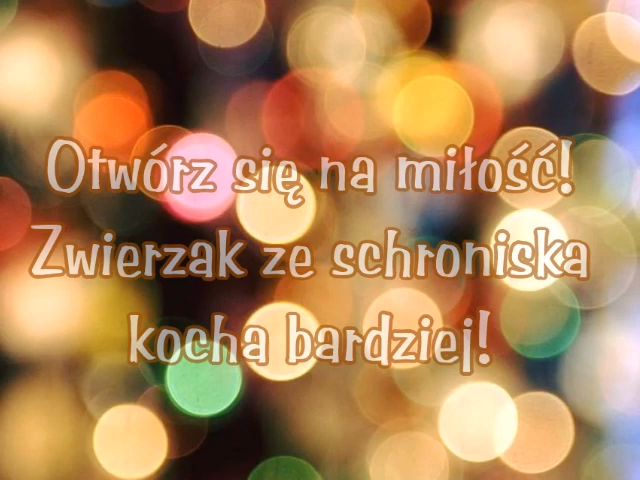 Otwórz się na miłość!
Zwierzak ze schroniska
kocha bardziej!